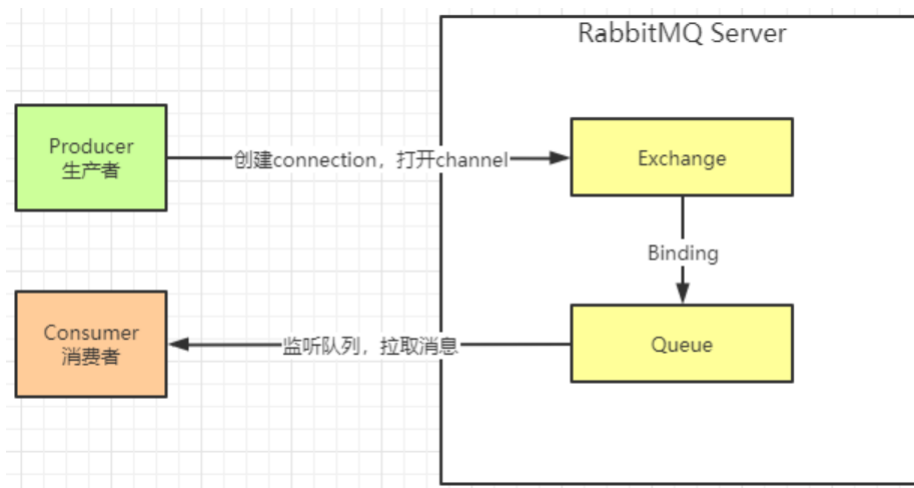 RabbitMQ Server
Producer
生产者
创建connection，打开channel
Exchange
Binding
Consumer
消费者
监听队列，拉取消息
Queue